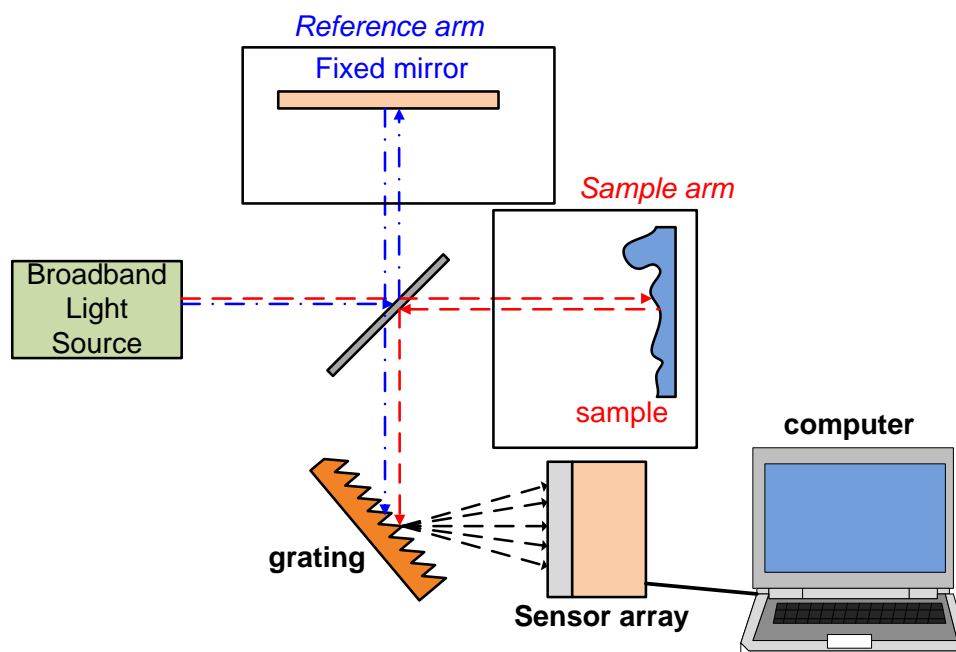 Reference arm
Fixed mirror
Sample arm
Broadband
Light
Source
sample
computer
grating
Sensor array